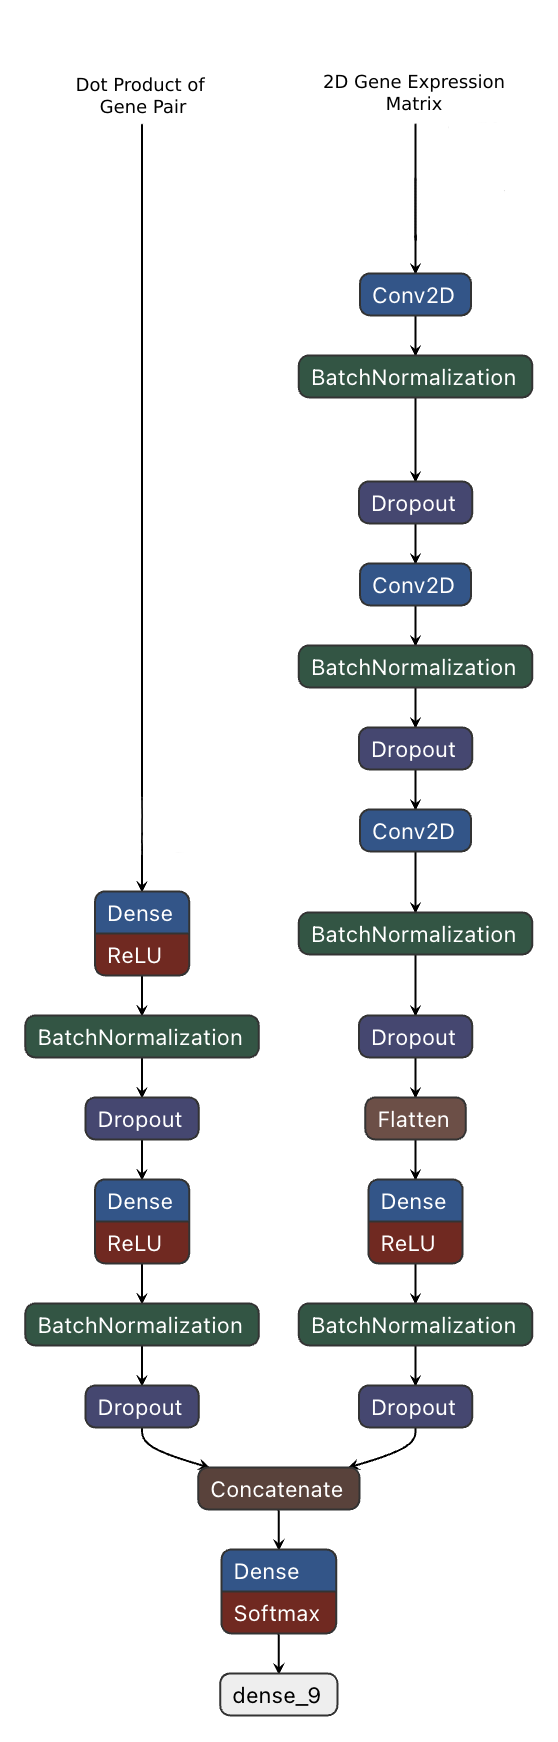 Dot Product of
Gene Pair
2D Gene Expression
Matrix
Conv2D
BatchNormalization
Dropout
Conv2D
BatchNormalization
Dropout
Conv2D
Dense
ReLU
BatchNormalization
BatchNormalization
Dropout
Dropout
Flatten
Dense
ReLU
Dense
ReLU
BatchNormalization
BatchNormalization
Dropout
Dropout
Concatenate
Dense
Softmax
dense_9